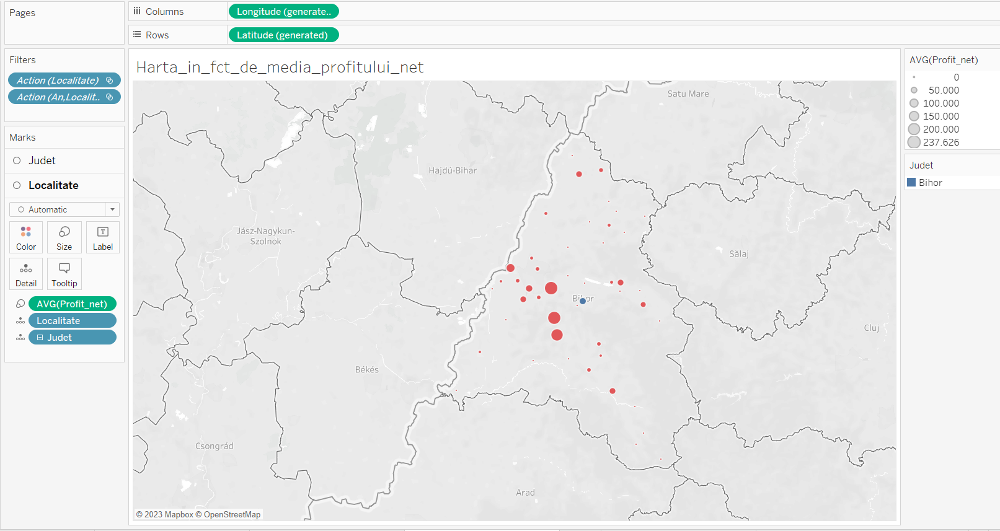 Pages
Columns
Longitude (generate..
Rows
Latitude (generated)
Filters
Action (Localitate)
Action (An,Localit..
Marks
Judet
Localitate
Automatic
Color
Size
Label
Detail
Tooltip
AVG(Profit_net)
Localitate
Judet
Harta_in_fct_de_media_profitului_net
Satu Mare
Hajdú-Bihar
Jász-Nagykun-
Szolnok
Sălaj
Bihor
Cluj
Békés
Csongrád
Arad
© 2023 Mapbox © OpenStreetMap
AVG(Profit_net)
0
50.000
100.000
150.000
200.000
237.626
Judet
Bihor